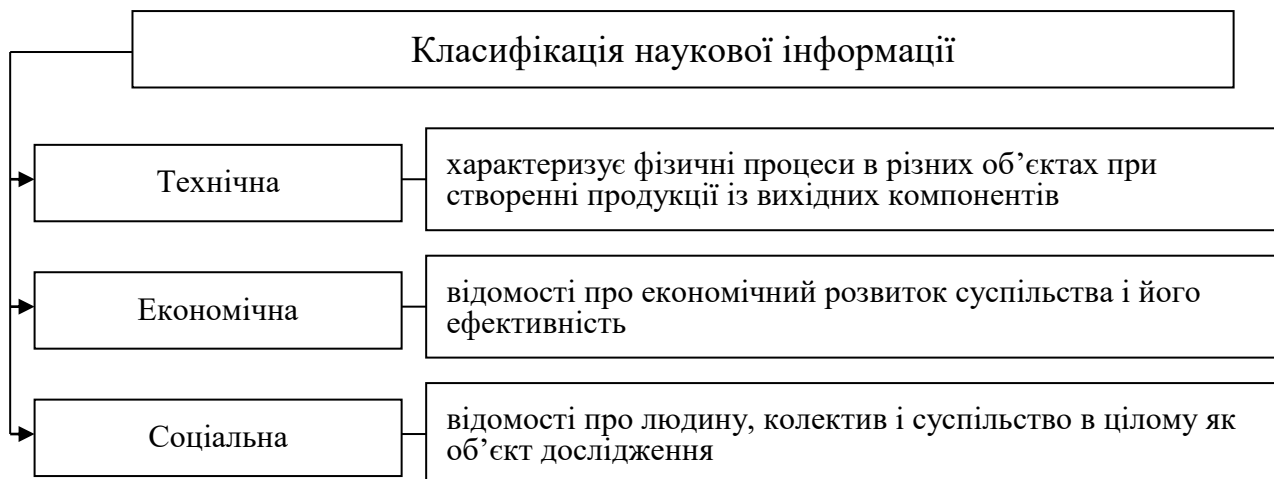 Класифікація наукової інформації
Технічна
характеризує фізичні процеси в різних об’єктах при
створенні продукції із вихідних компонентів
Економічна
відомості про економічний розвиток суспільства і його
ефективність
Соціальна
відомості про людину, колектив і суспільство в цілому як
об’єкт дослідження